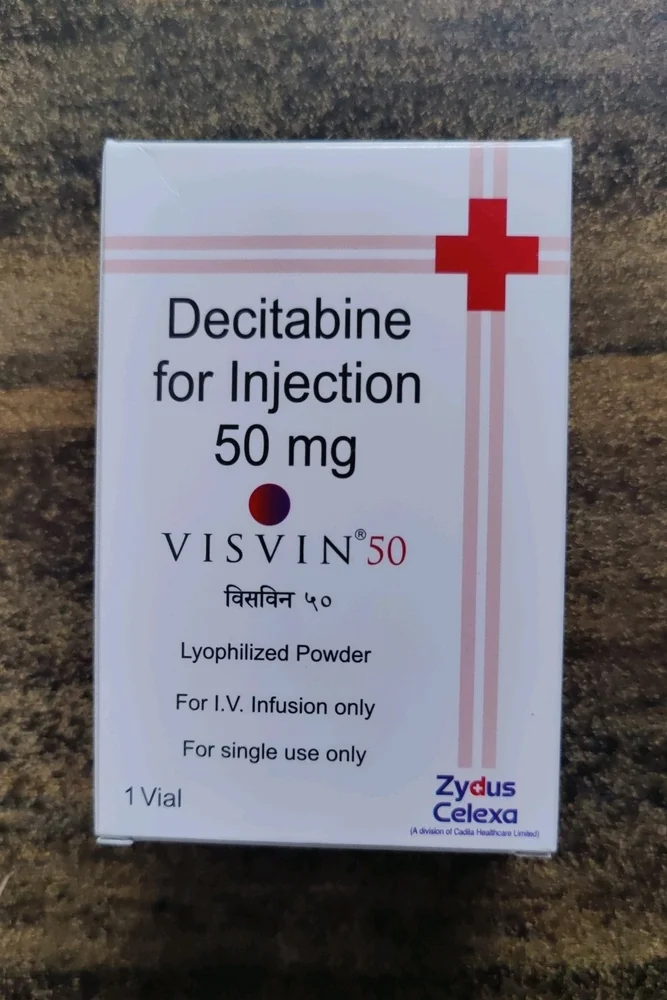 Decitabine
for Injection
50 mg
VISVIN®50
विसविन ५०
Lyophilized Powder
For I.V. Infusion only
For single use only
1 Vial
Zydus
Celexa
(A division of Cadila Healthcare Limited)